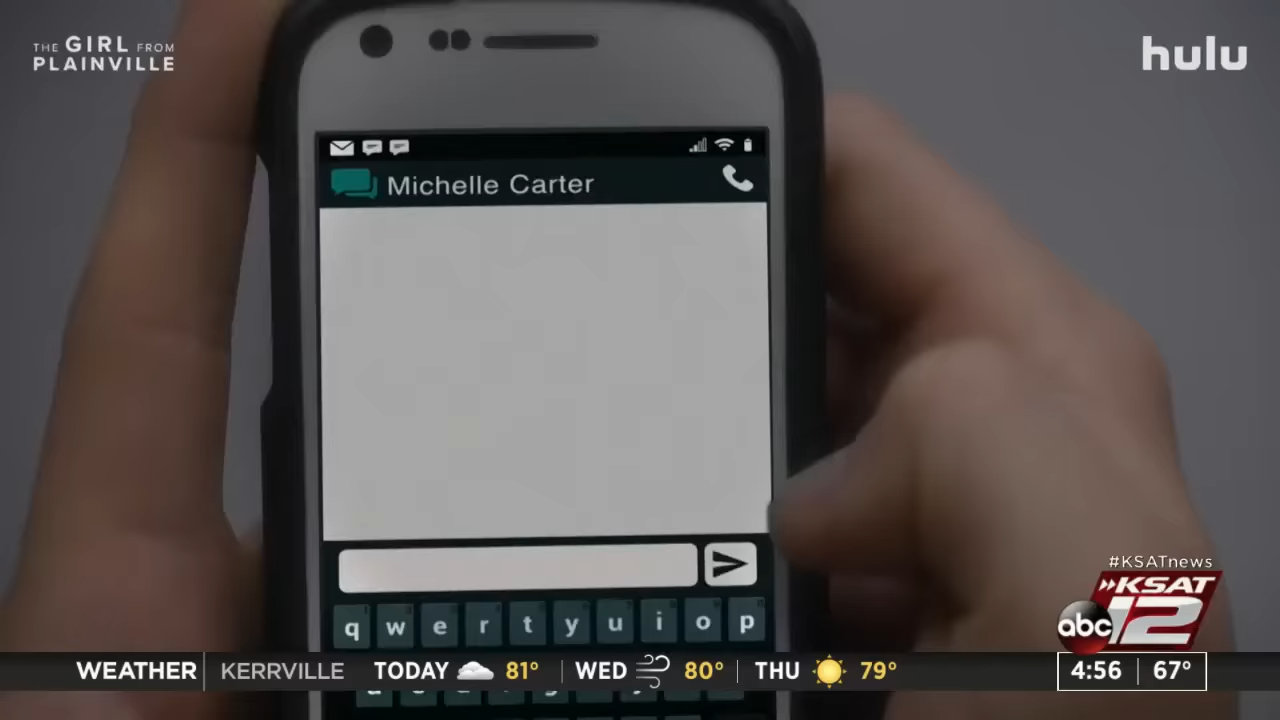 THE GIRL FROM
PLAINVILLE
hulu
Michelle Carter
q w e r t y u i o p
#KSATnews
KSAT
abc 12
WEATHER KERRVILLE TODAY 81° WED 80° THU 79° 4:56 67°